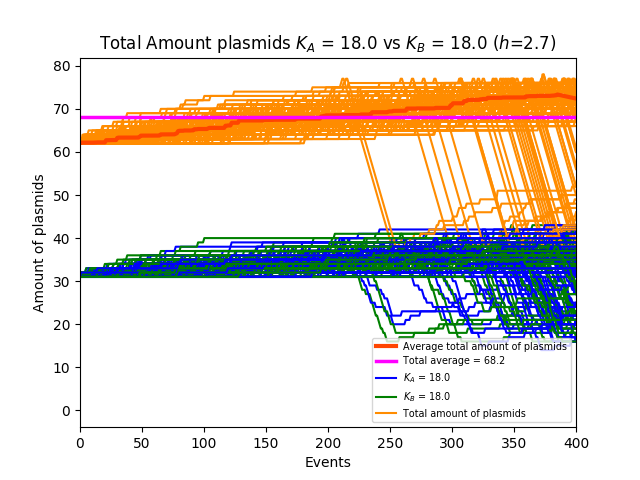 Total Amount plasmids K_A = 18.0 vs K_B = 18.0 (h=2.7)
80
70
60
50
40
30
20
10
0
Amount of plasmids
Average total amount of plasmids
Total average = 68.2
K_A = 18.0
K_B = 18.0
Total amount of plasmids
0 50 100 150 200 250 300 350 400
Events